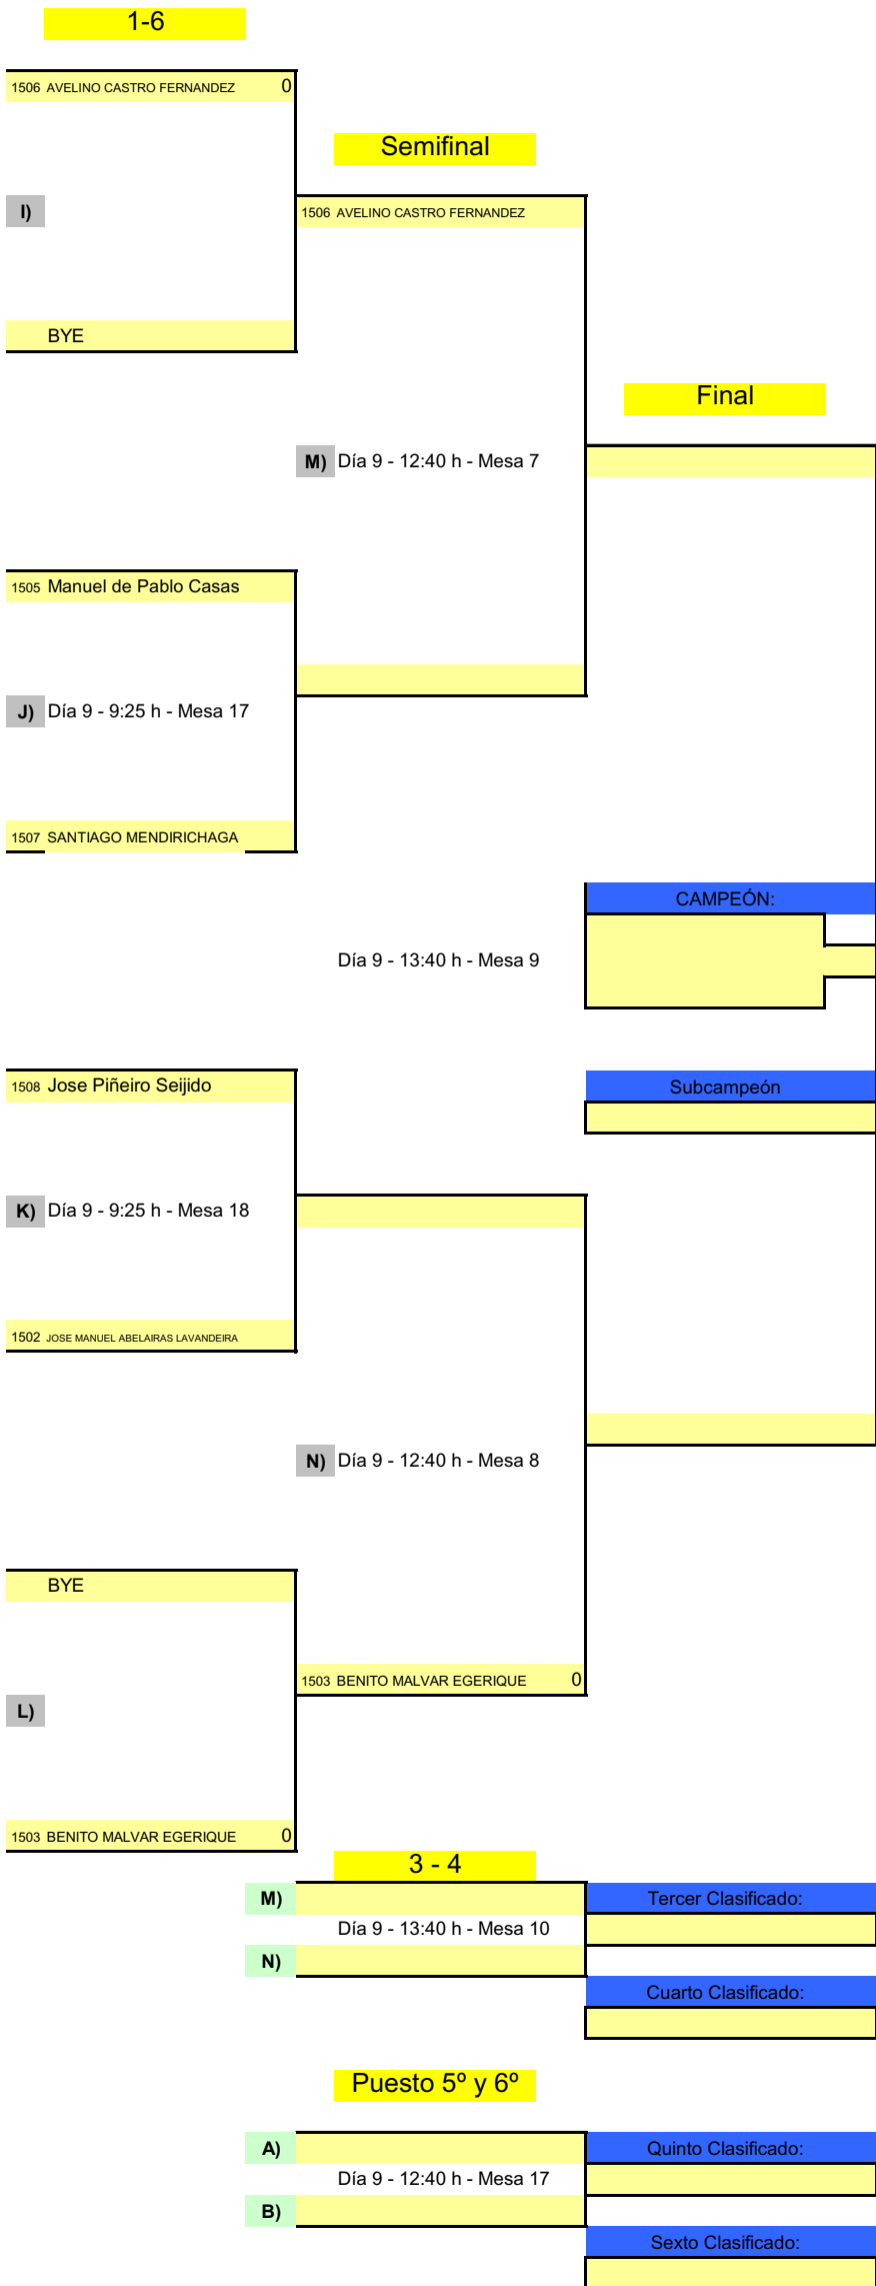 1-6
1506 AVELINO CASTRO FERNANDEZ 0
Semifinal
I)
1506 AVELINO CASTRO FERNANDEZ
BYE
Final
M) Día 9 - 12:40 h - Mesa 7
1505 Manuel de Pablo Casas
J) Día 9 - 9:25 h - Mesa 17
1507 SANTIAGO MENDIRICHAGA
CAMPEÓN:
Día 9 - 13:40 h - Mesa 9
1508 Jose Piñeiro Seijido
Subcampeón
K) Día 9 - 9:25 h - Mesa 18
1502 JOSE MANUEL ABELAIRAS LAVANDEIRA
N) Día 9 - 12:40 h - Mesa 8
BYE
1503 BENITO MALVAR EGERIQUE 0
L)
1503 BENITO MALVAR EGERIQUE 0
3 - 4
M)
Tercer Clasificado:
Día 9 - 13:40 h - Mesa 10
N)
Cuarto Clasificado:
Puesto 5º y 6º
A)
Quinto Clasificado:
Día 9 - 12:40 h - Mesa 17
B)
Sexto Clasificado: